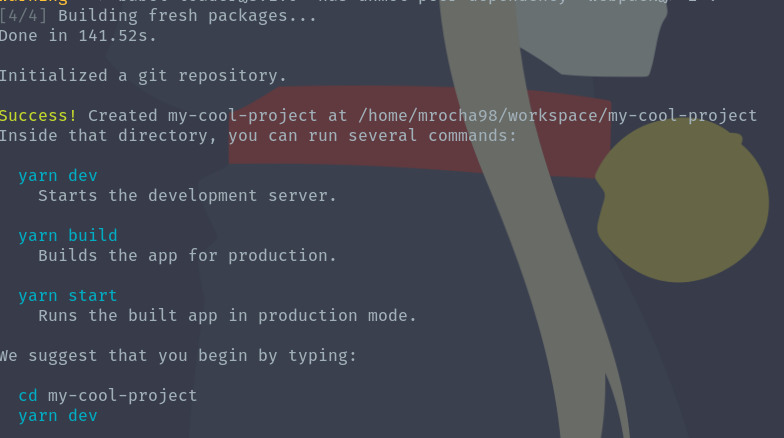 [4/4] Building fresh packages...
Done in 141.52s.
Initialized a git repository.
Success! Created my-cool-project at /home/mrocha98/workspace/my-cool-project
Inside that directory, you can run several commands:
yarn dev
Starts the development server.
yarn build
Builds the app for production.
yarn start
Runs the built app in production mode.
We suggest that you begin by typing:
cd my-cool-project
yarn dev